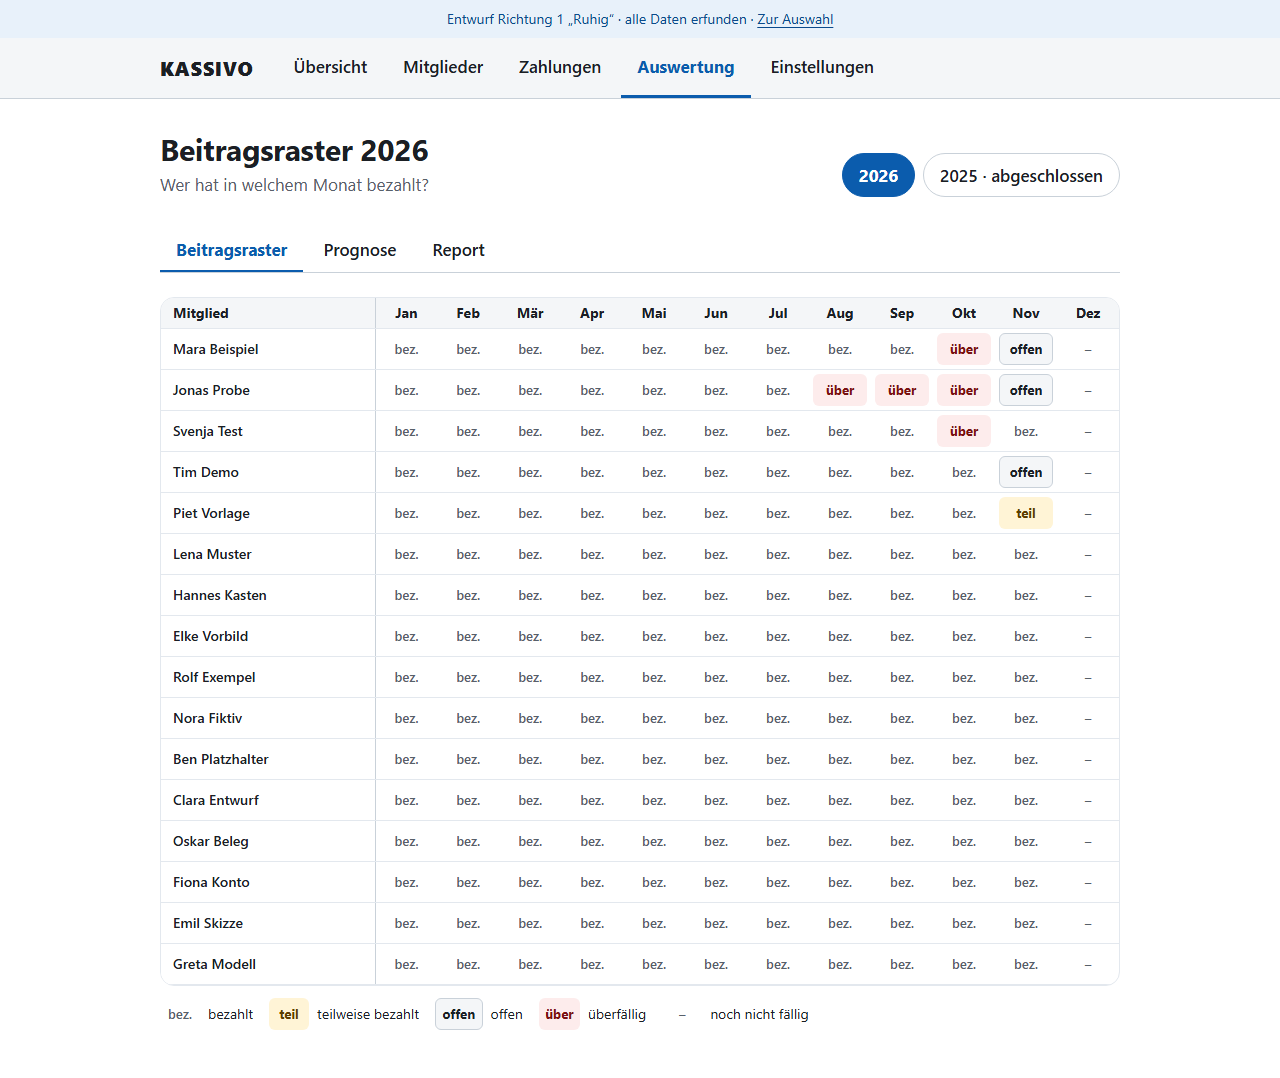 Entwurf Richtung 1 „Ruhig“ · alle Daten erfunden · Zur Auswahl
KASSIVO Übersicht Mitglieder Zahlungen Auswertung Einstellungen
Beitragsraster 2026
Wer hat in welchem Monat bezahlt?
2026 2025 · abgeschlossen
Beitragsraster Prognose Report
Mitglied Jan Feb Mär Apr Mai Jun Jul Aug Sep Okt Nov Dez
Mara Beispiel bez. bez. bez. bez. bez. bez. bez. bez. bez. über offen –
Jonas Probe bez. bez. bez. bez. bez. bez. bez. über über über offen –
Svenja Test bez. bez. bez. bez. bez. bez. bez. bez. bez. über bez. –
Tim Demo bez. bez. bez. bez. bez. bez. bez. bez. bez. bez. offen –
Piet Vorlage bez. bez. bez. bez. bez. bez. bez. bez. bez. bez. teil –
Lena Muster bez. bez. bez. bez. bez. bez. bez. bez. bez. bez. bez. –
Hannes Kasten bez. bez. bez. bez. bez. bez. bez. bez. bez. bez. bez. –
Elke Vorbild bez. bez. bez. bez. bez. bez. bez. bez. bez. bez. bez. –
Rolf Exempel bez. bez. bez. bez. bez. bez. bez. bez. bez. bez. bez. –
Nora Fiktiv bez. bez. bez. bez. bez. bez. bez. bez. bez. bez. bez. –
Ben Platzhalter bez. bez. bez. bez. bez. bez. bez. bez. bez. bez. bez. –
Clara Entwurf bez. bez. bez. bez. bez. bez. bez. bez. bez. bez. bez. –
Oskar Beleg bez. bez. bez. bez. bez. bez. bez. bez. bez. bez. bez. –
Fiona Konto bez. bez. bez. bez. bez. bez. bez. bez. bez. bez. bez. –
Emil Skizze bez. bez. bez. bez. bez. bez. bez. bez. bez. bez. bez. –
Greta Modell bez. bez. bez. bez. bez. bez. bez. bez. bez. bez. bez. –
bez. bezahlt teil teilweise bezahlt offen offen über überfällig – noch nicht fällig